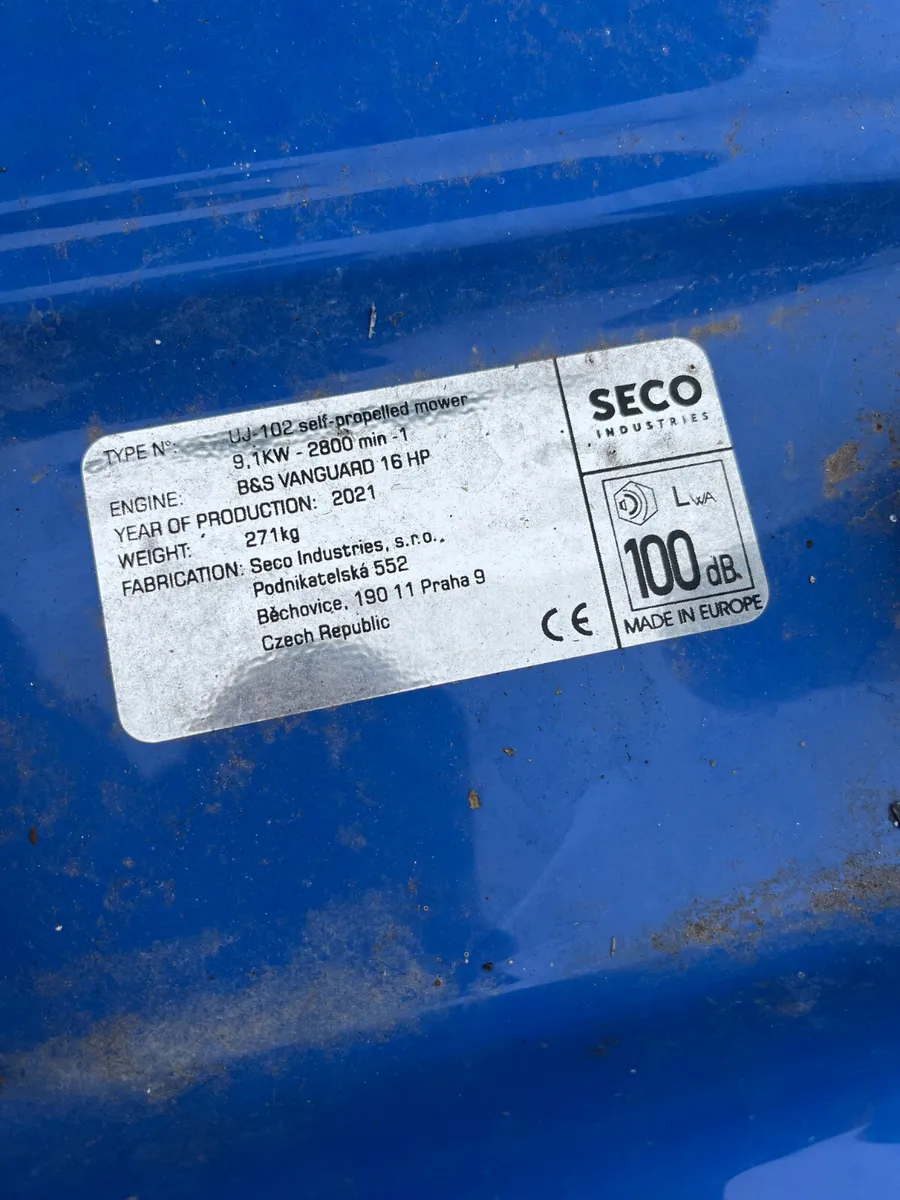 TYPE N°: UJ-102 self-propelled mower
9,1KW - 2800 min -1
ENGINE: B&S VANGUARD 16 HP
YEAR OF PRODUCTION: 2021
WEIGHT: 271kg
FABRICATION: Seco Industries, s.r.o.,
Podnikatelská 552
Běchovice, 190 11 Praha 9
Czech Republic
CE
SECO
INDUSTRIES
LWA
100 dB
MADE IN EUROPE